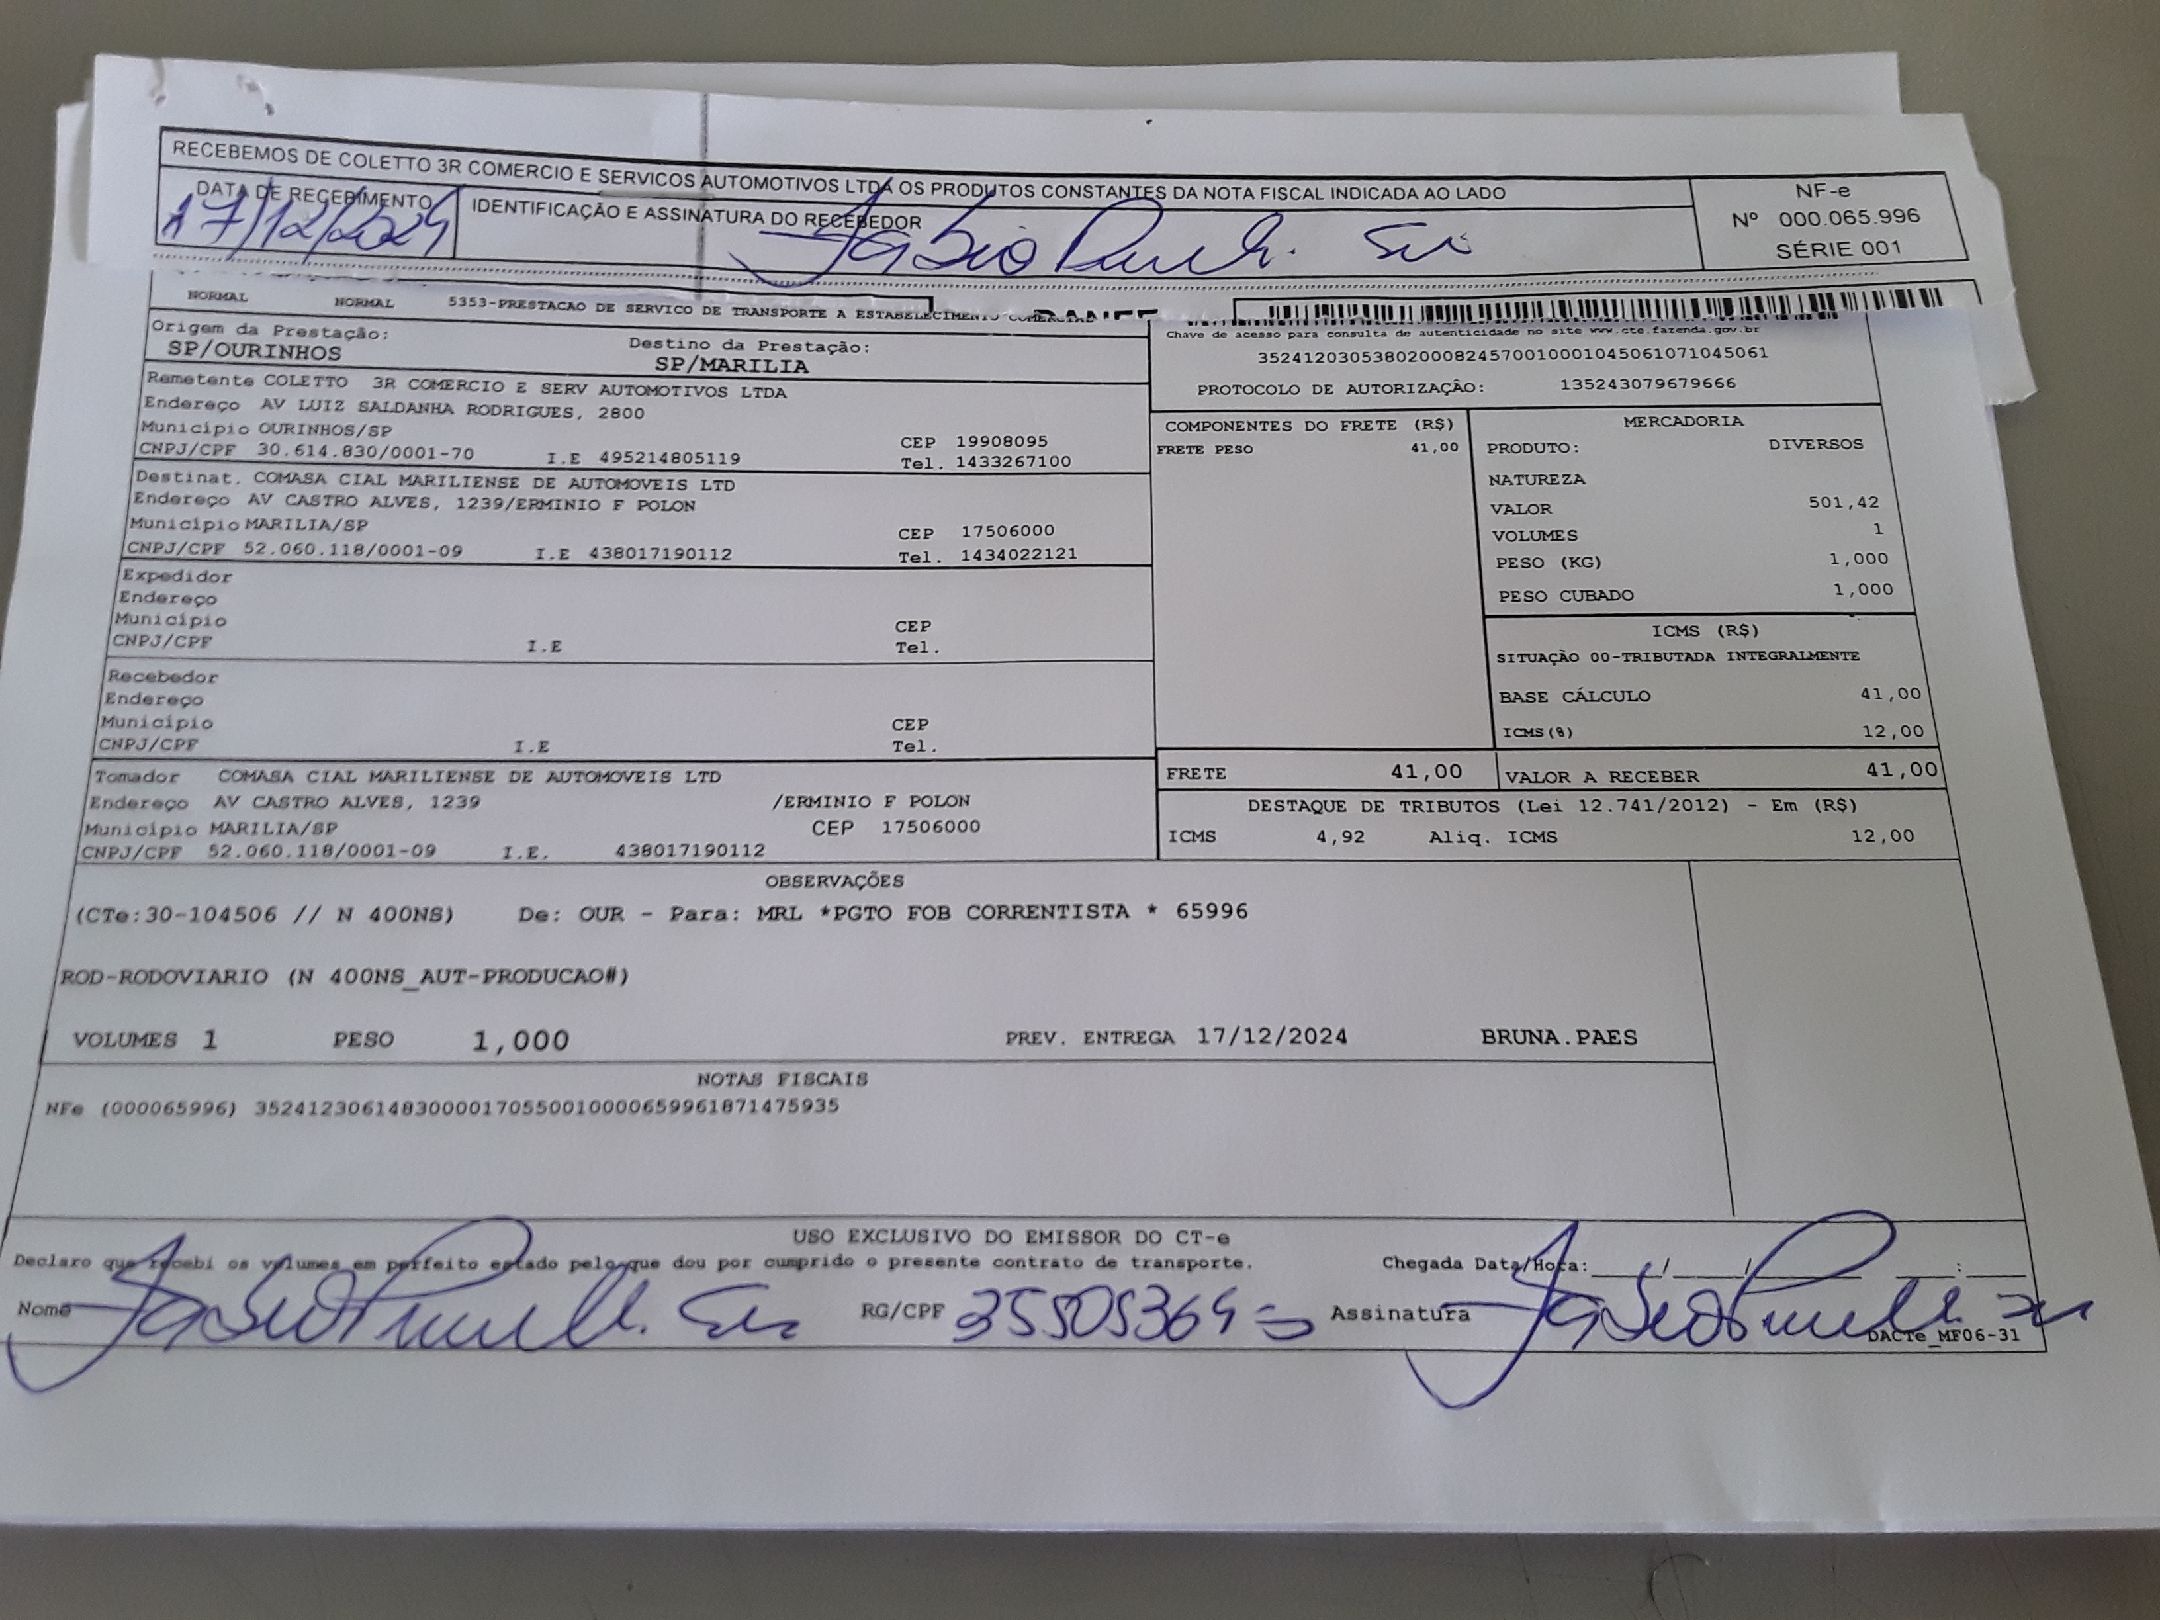 RECEBEMOS DE COLETTO 3R COMERCIO E SERVICOS AUTOMOTIVOS LTDA OS PRODUTOS CONSTANTES DA NOTA FISCAL INDICADA AO LADO
DATA DE RECEBIMENTO
17/12/2024
IDENTIFICAÇÃO E ASSINATURA DO RECEBEDOR
Fabio
NF-e
Nº 000.065.996
SÉRIE 001
NORMAL NORMAL 5353-PRESTACAO DE SERVICO DE TRANSPORTE A ESTABELECIMENTO COMERCIAL
DANFE
Origem da Prestação:
SP/OURINHOS
Destino da Prestação:
SP/MARILIA
Chave de acesso para consulta de autenticidade no site www.cte.fazenda.gov.br
35241203053802000824570010001045061071045061
PROTOCOLO DE AUTORIZAÇÃO: 135243079679666
Remetente COLETTO 3R COMERCIO E SERV AUTOMOTIVOS LTDA
Endereço AV LUIZ SALDANHA RODRIGUES, 2800
Município OURINHOS/SP CEP 19908095
CNPJ/CPF 30.614.830/0001-70 I.E 495214805119 Tel. 1433267100
Destinat. COMASA CIAL MARILIENSE DE AUTOMOVEIS LTD
Endereço AV CASTRO ALVES, 1239/ERMINIO F POLON
Município MARILIA/SP CEP 17506000
CNPJ/CPF 52.060.118/0001-09 I.E 438017190112 Tel. 1434022121
Expedidor
Endereço
Município CEP
CNPJ/CPF I.E Tel.
Recebedor
Endereço
Município CEP
CNPJ/CPF I.E Tel.
Tomador COMASA CIAL MARILIENSE DE AUTOMOVEIS LTD
Endereço AV CASTRO ALVES, 1239 /ERMINIO F POLON
Município MARILIA/SP CEP 17506000
CNPJ/CPF 52.060.118/0001-09 I.E. 438017190112
COMPONENTES DO FRETE (R$)
FRETE PESO 41,00
MERCADORIA
PRODUTO: DIVERSOS
NATUREZA
VALOR 501,42
VOLUMES 1
PESO (KG) 1,000
PESO CUBADO 1,000
ICMS (R$)
SITUAÇÃO 00-TRIBUTADA INTEGRALMENTE
BASE CÁLCULO 41,00
ICMS(%) 12,00
FRETE 41,00
VALOR A RECEBER 41,00
DESTAQUE DE TRIBUTOS (Lei 12.741/2012) - Em (R$)
ICMS 4,92 Aliq. ICMS 12,00
OBSERVAÇÕES
(CTe:30-104506 // N 400NS) De: OUR - Para: MRL *PGTO FOB CORRENTISTA * 65996
ROD-RODOVIARIO (N 400NS_AUT-PRODUCAO#)
VOLUMES 1 PESO 1,000 PREV. ENTREGA 17/12/2024 BRUNA.PAES
NOTAS FISCAIS
NFe (000065996) 35241230614830000170550010000659961871475935
USO EXCLUSIVO DO EMISSOR DO CT-e
Declaro que recebi os volumes em perfeito estado pelo que dou por cumprido o presente contrato de transporte.
Chegada Data/Hora:____/____/______ ___:___
Nome Fabio
RG/CPF
Assinatura Fabio
DACTe_MF06-31